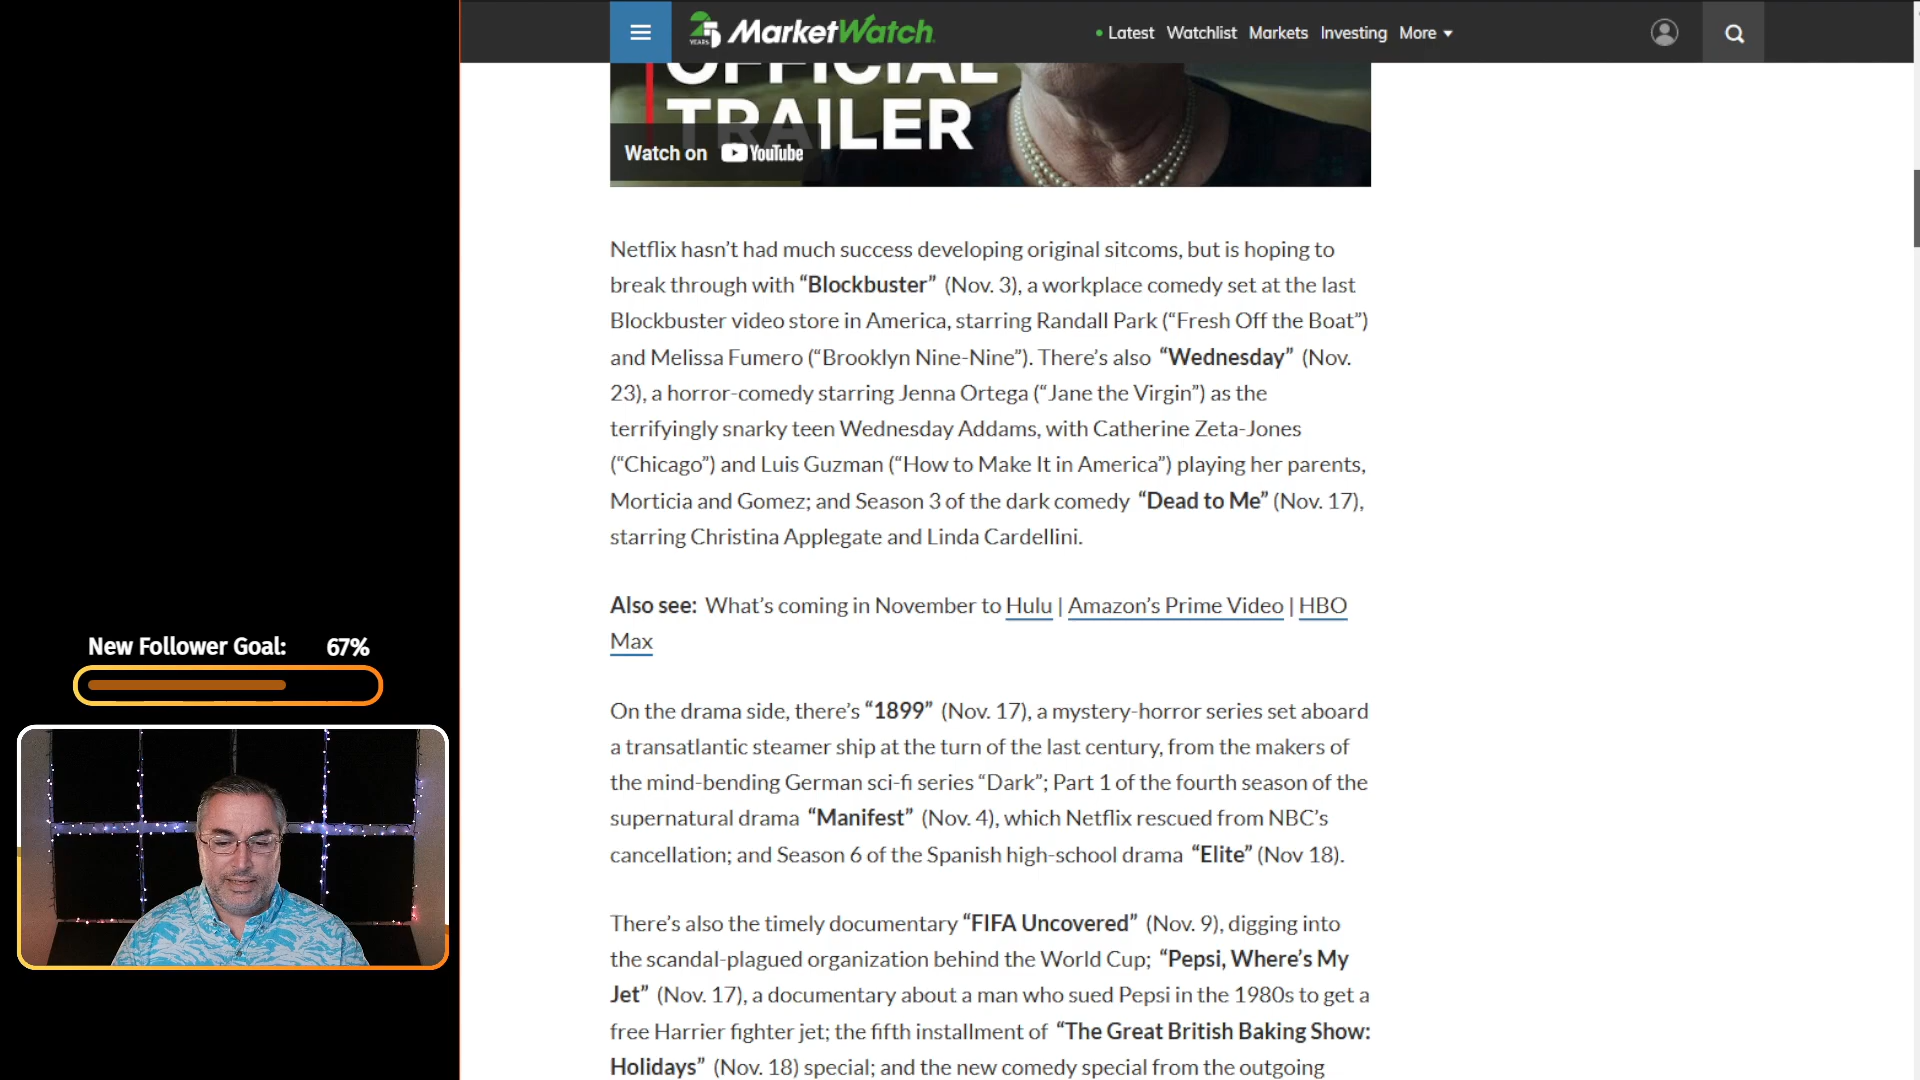 25 YEARS MarketWatch
Latest Watchlist Markets Investing More
OFFICIAL
TRAILER
Watch on YouTube
Netflix hasn’t had much success developing original sitcoms, but is hoping to
break through with “Blockbuster” (Nov. 3), a workplace comedy set at the last
Blockbuster video store in America, starring Randall Park (“Fresh Off the Boat”)
and Melissa Fumero (“Brooklyn Nine-Nine”). There’s also “Wednesday” (Nov.
23), a horror-comedy starring Jenna Ortega (“Jane the Virgin”) as the
terrifyingly snarky teen Wednesday Addams, with Catherine Zeta-Jones
(“Chicago”) and Luis Guzman (“How to Make It in America”) playing her parents,
Morticia and Gomez; and Season 3 of the dark comedy “Dead to Me” (Nov. 17),
starring Christina Applegate and Linda Cardellini.
Also see: What’s coming in November to Hulu | Amazon’s Prime Video | HBO
Max
On the drama side, there’s “1899” (Nov. 17), a mystery-horror series set aboard
a transatlantic steamer ship at the turn of the last century, from the makers of
the mind-bending German sci-fi series “Dark”; Part 1 of the fourth season of the
supernatural drama “Manifest” (Nov. 4), which Netflix rescued from NBC’s
cancellation; and Season 6 of the Spanish high-school drama “Elite” (Nov 18).
There’s also the timely documentary “FIFA Uncovered” (Nov. 9), digging into
the scandal-plagued organization behind the World Cup; “Pepsi, Where’s My
Jet” (Nov. 17), a documentary about a man who sued Pepsi in the 1980s to get a
free Harrier fighter jet; the fifth installment of “The Great British Baking Show:
Holidays” (Nov. 18) special; and the new comedy special from the outgoing
New Follower Goal: 67%